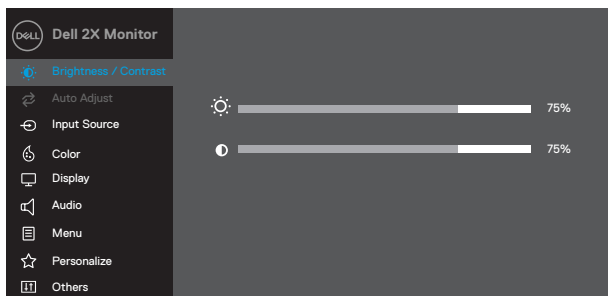 DELL Dell 2X Monitor
Brightness / Contrast
Auto Adjust
75%
Input Source
Color
75%
Display
Audio
Menu
Personalize
Others